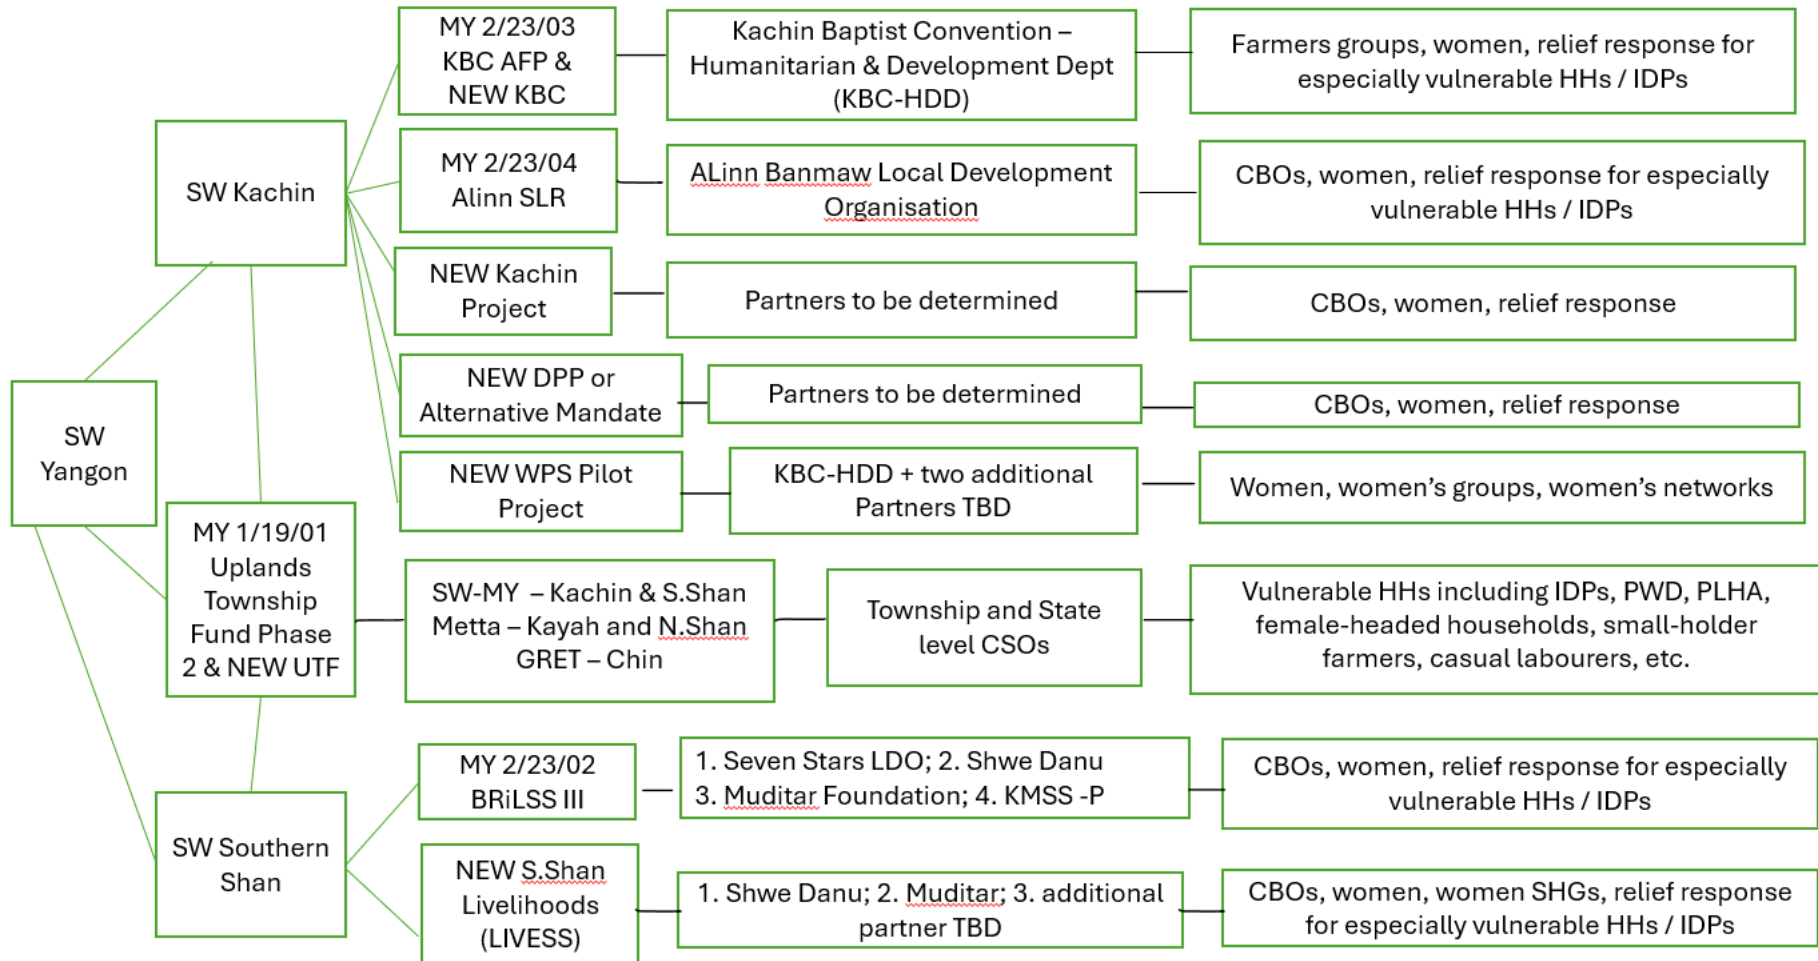 MY 2/23/03
KBC AFP &
NEW KBC
Kachin Baptist Convention –
Humanitarian & Development Dept
(KBC-HDD)
Farmers groups, women, relief response for
especially vulnerable HHs / IDPs
SW Kachin
MY 2/23/04
Alinn SLR
ALinn Banmaw Local Development
Organisation
CBOs, women, relief response for especially
vulnerable HHs / IDPs
NEW Kachin
Project
Partners to be determined
CBOs, women, relief response
NEW DPP or
Alternative Mandate
Partners to be determined
CBOs, women, relief response
SW
Yangon
NEW WPS Pilot
Project
KBC-HDD + two additional
Partners TBD
Women, women’s groups, women’s networks
MY 1/19/01
Uplands
Township
Fund Phase
2 & NEW UTF
SW-MY – Kachin & S.Shan
Metta – Kayah and N.Shan
GRET – Chin
Township and State
level CSOs
Vulnerable HHs including IDPs, PWD, PLHA,
female-headed households, small-holder
farmers, casual labourers, etc.
SW Southern
Shan
MY 2/23/02
BRiLSS III
1. Seven Stars LDO; 2. Shwe Danu
3. Muditar Foundation; 4. KMSS -P
CBOs, women, relief response for especially
vulnerable HHs / IDPs
NEW S.Shan
Livelihoods
(LIVESS)
1. Shwe Danu; 2. Muditar; 3. additional
partner TBD
CBOs, women, women SHGs, relief response
for especially vulnerable HHs / IDPs